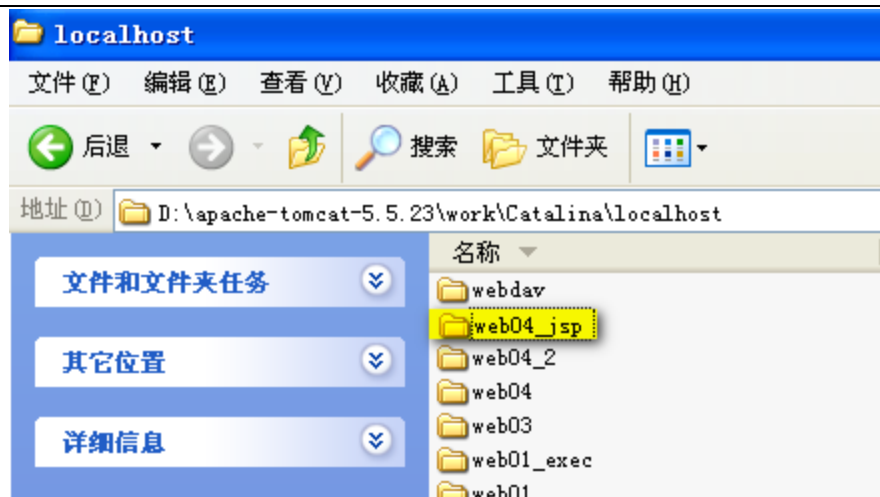 localhost
文件(F) 编辑(E) 查看(V) 收藏(A) 工具(T) 帮助(H)
后退 搜索 文件夹
地址(D) D:\apache-tomcat-5.5.23\work\Catalina\localhost
名称
文件和文件夹任务
其它位置
详细信息
webdav
web04_jsp
web04_2
web04
web03
web01_exec
web01